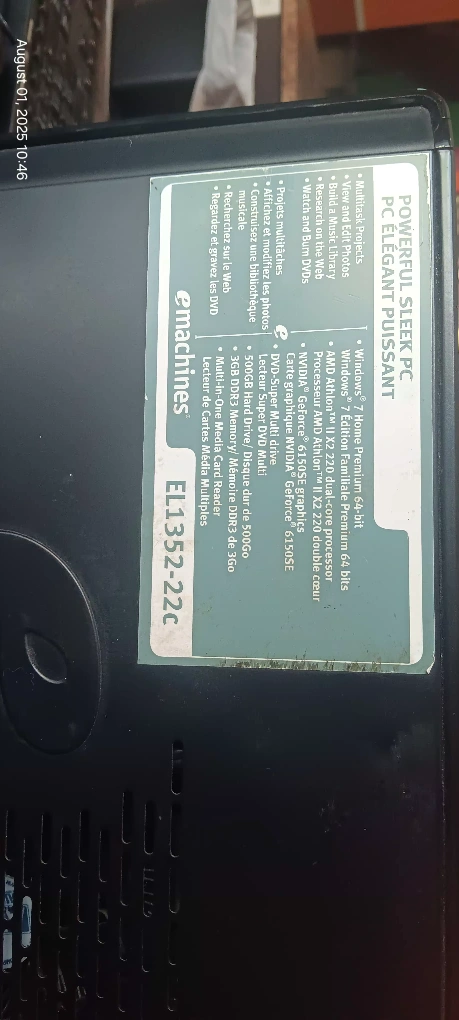 August 01, 2025 10:46
POWERFUL SLEEK PC
PC ÉLÉGANT PUISSANT
• Multitask Projects
• View and Edit Photos
• Build a Music Library
• Research on the Web
• Watch and Burn DVDs
• Projets multitâches
• Affichez et modifiez les photos
• Construisez une bibliothèque
musicale
• Recherchez sur le Web
• Regardez et gravez les DVD
e
• Windows® 7 Home Premium 64-bit
Windows® 7 Édition Familiale Premium 64 bits
• AMD Athlon™ II X2 220 dual-core processor
Processeur AMD Athlon™ II X2 220 double cœur
• NVIDIA® GeForce® 6150SE graphics
Carte graphique NVIDIA® GeForce® 6150SE
• DVD-Super Multi drive
Lecteur Super DVD Multi
• 500GB Hard Drive/ Disque dur de 500Go
• 3GB DDR3 Memory/ Mémoire DDR3 de 3Go
• Multi-in-One Media Card Reader
Lecteur de Cartes Média Multiples
emachines®
EL1352-22c